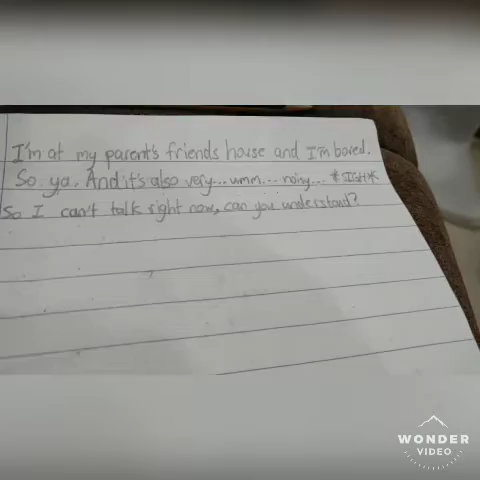 I'm at my parent's friends house and I'm bored.
So ya. And it's also very...umm... noisy... *SIGH*
So I can't talk right now, can you understand?
WONDER
VIDEO